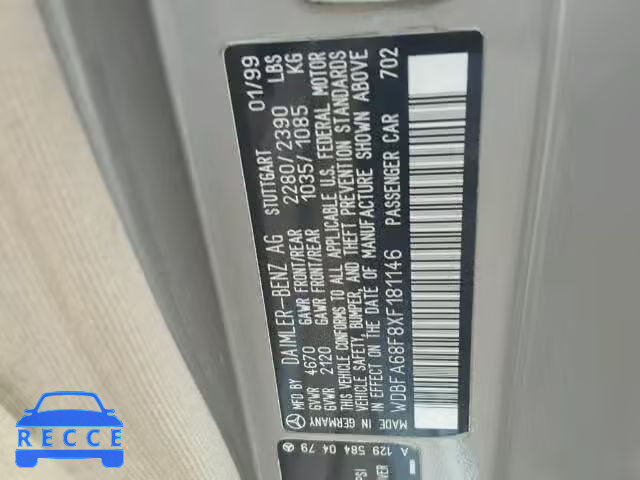 DAIMLER-BENZ AG STUTTGART 01/99
GVWR 4670 GAWR FRONT/REAR 2280/2390 LBS
GVWR 2120 GAWR FRONT/REAR 1035/1085 KG
THIS VEHICLE CONFORMS TO ALL APPLICABLE U.S. FEDERAL MOTOR
VEHICLE SAFETY, BUMPER, AND THEFT PREVENTION STANDARDS
IN EFFECT ON THE DATE OF MANUFACTURE SHOWN ABOVE
WDBFA68F8XF181146 PASSENGER CAR 702
MADE IN GERMANY
A 129 584 04 79
BIDFAX